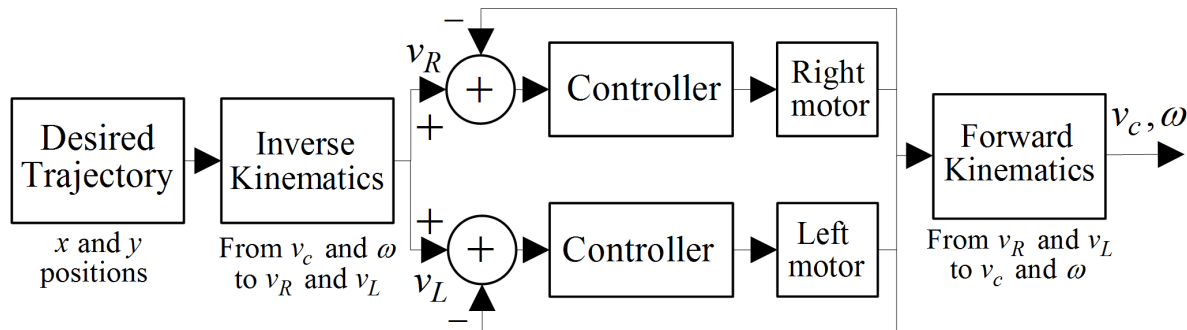 Desired
Trajectory
x and y
positions
Inverse
Kinematics
From v_c and ω
to v_R and v_L
−
v_R
+
+
Controller
Right
motor
+
+
v_L
−
Controller
Left
motor
Forward
Kinematics
From v_R and v_L
to v_c and ω
v_c, ω